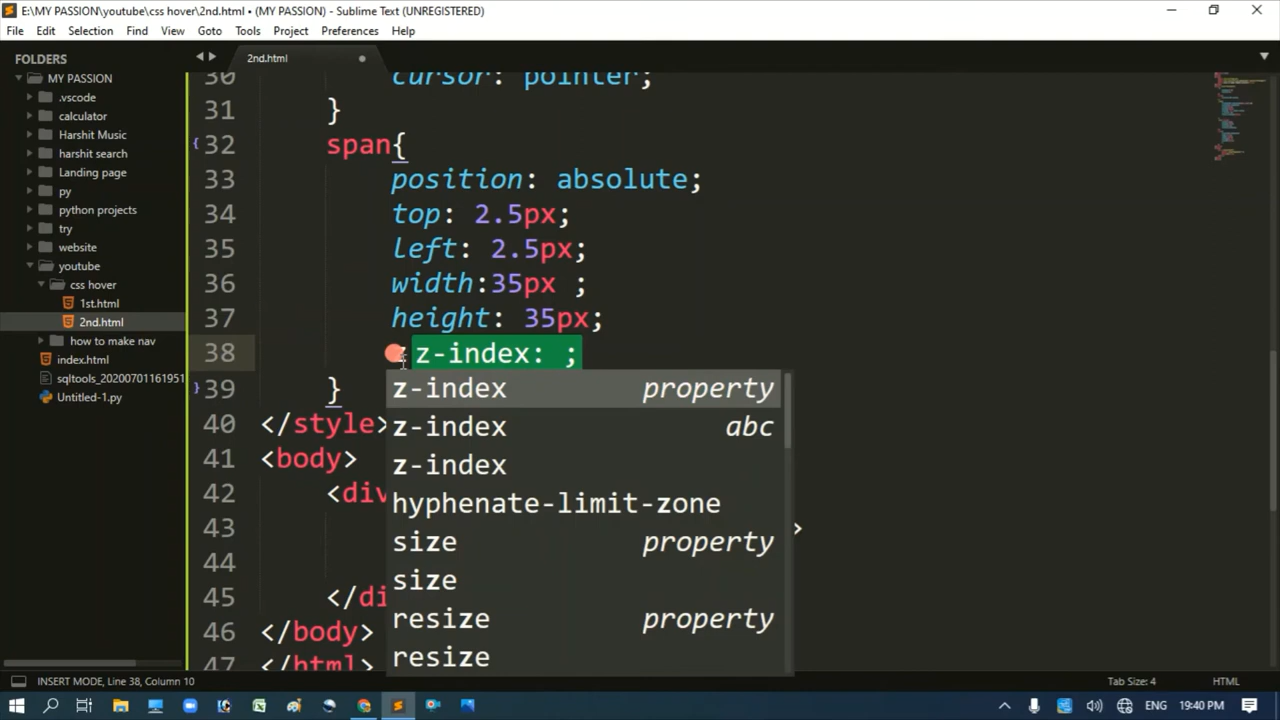 E:\MY PASSION\youtube\css hover\2nd.html • (MY PASSION) - Sublime Text (UNREGISTERED)
File Edit Selection Find View Goto Tools Project Preferences Help
FOLDERS
MY PASSION
.vscode
calculator
Harshit Music
harshit search
Landing page
py
python projects
try
website
youtube
css hover
1st.html
2nd.html
how to make nav
index.html
sqltools_20200701161951
Untitled-1.py
2nd.html
30 cursor: pointer;
31 }
32 span{
33 position: absolute;
34 top: 2.5px;
35 left: 2.5px;
36 width:35px ;
37 height: 35px;
38 z z-index: ;
39 }
40 </style>
41 <body>
42 <div
43 >
44
45 </di
46 </body>
47 </html>
z-index property
z-index abc
z-index
hyphenate-limit-zone
size property
size
resize property
resize
INSERT MODE, Line 38, Column 10 Tab Size: 4 HTML
ENG 19:40 PM